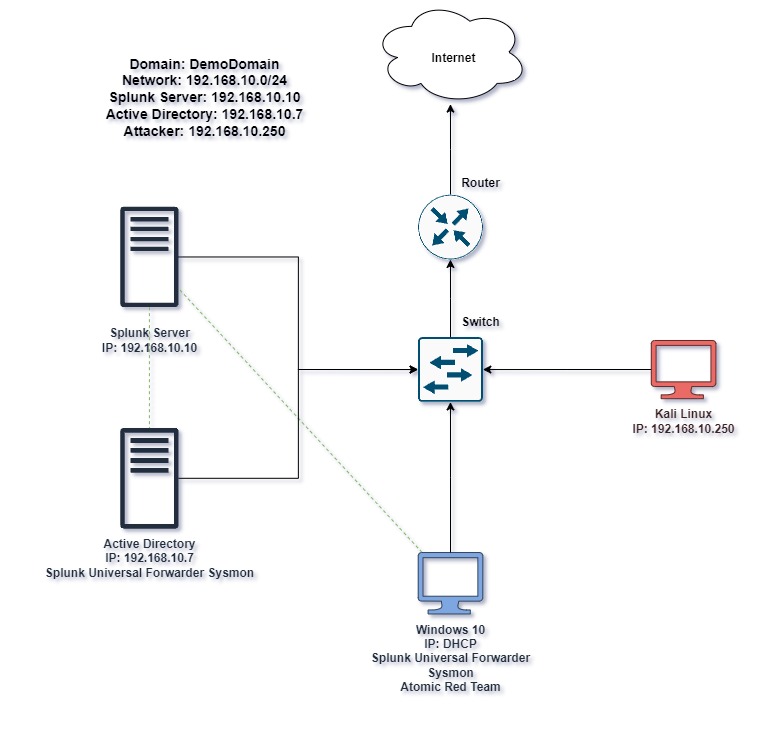 Domain: DemoDomain
Network: 192.168.10.0/24
Splunk Server: 192.168.10.10
Active Directory: 192.168.10.7
Attacker: 192.168.10.250
Internet
Router
Splunk Server
IP: 192.168.10.10
Switch
Kali Linux
IP: 192.168.10.250
Active Directory
IP: 192.168.10.7
Splunk Universal Forwarder Sysmon
Windows 10
IP: DHCP
Splunk Universal Forwarder
Sysmon
Atomic Red Team